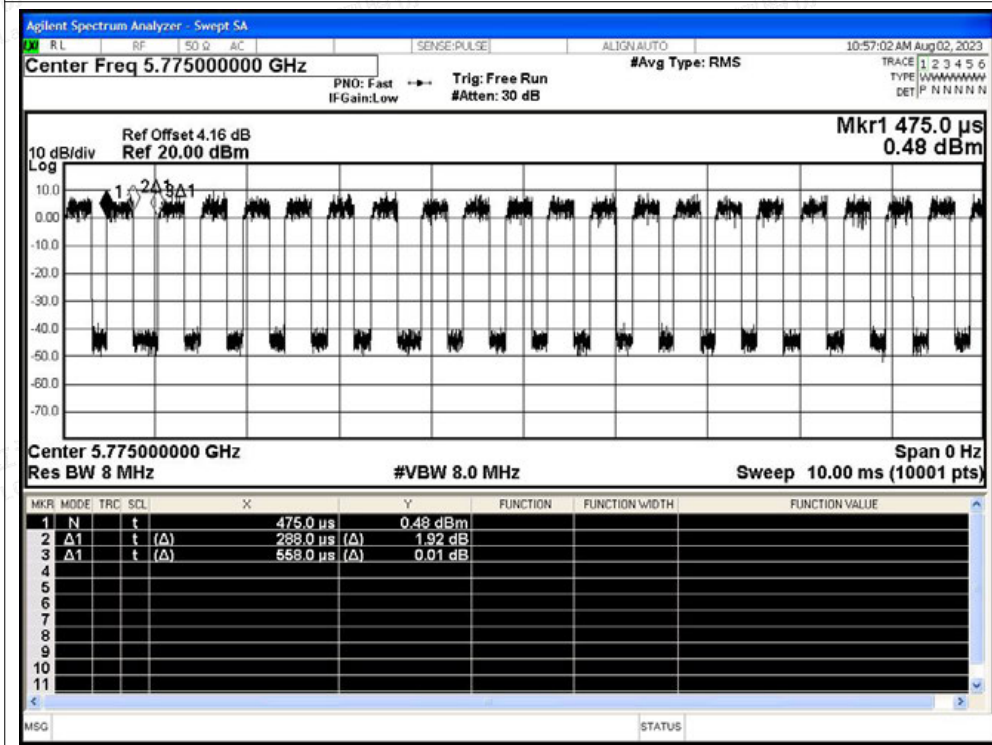 Agilent Spectrum Analyzer - Swept SA
RL RF 50 Ω AC SENSE:PULSE ALIGN AUTO 10:57:02 AM Aug 02, 2023
Center Freq 5.775000000 GHz #Avg Type: RMS TRACE 1 2 3 4 5 6
PNO: Fast Trig: Free Run TYPE WWWWWW
IFGain:Low #Atten: 30 dB DET P N N N N N
Mkr1 475.0 µs
Ref Offset 4.16 dB
10 dB/div Ref 20.00 dBm 0.48 dBm
Log
10.0
0.00
-10.0
-20.0
-30.0
-40.0
-50.0
-60.0
-70.0
1 2Δ1 3Δ1
Center 5.775000000 GHz Span 0 Hz
Res BW 8 MHz #VBW 8.0 MHz Sweep 10.00 ms (10001 pts)
MKR MODE TRC SCL X Y FUNCTION FUNCTION WIDTH FUNCTION VALUE
1 N t 475.0 µs 0.48 dBm
2 Δ1 t (Δ) 288.0 µs (Δ) 1.92 dB
3 Δ1 t (Δ) 558.0 µs (Δ) 0.01 dB
4
5
6
7
8
9
10
11
MSG STATUS